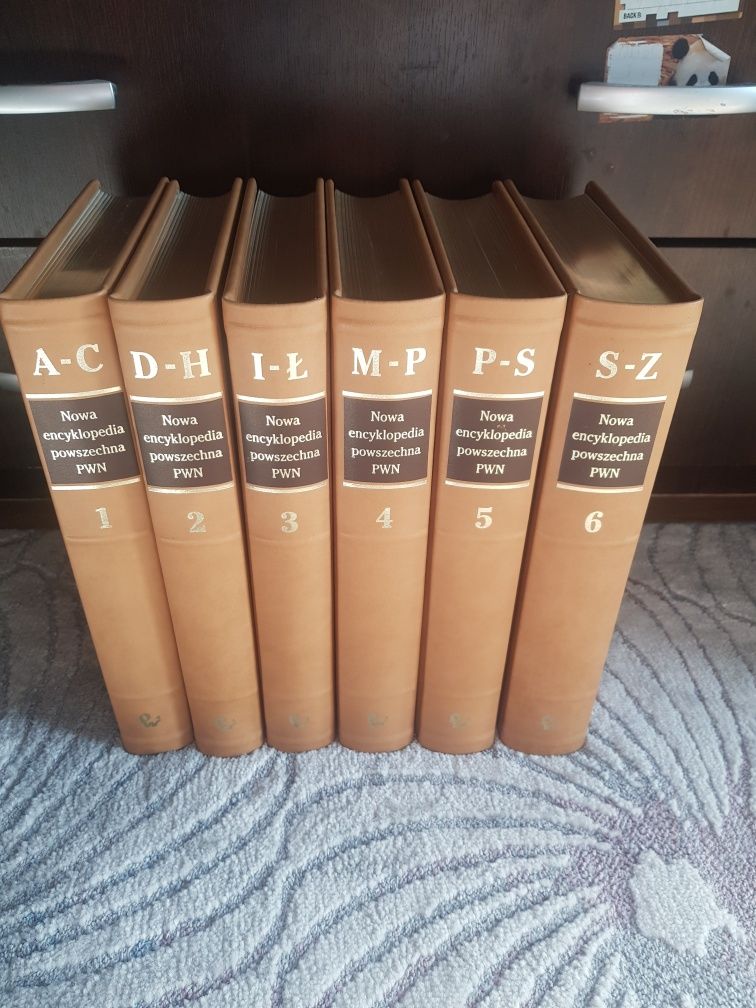 BACK B
A-C
Nowa
encyklopedia
powszechna
PWN
1
D-H
Nowa
encyklopedia
powszechna
PWN
2
I-Ł
Nowa
encyklopedia
powszechna
PWN
3
M-P
Nowa
encyklopedia
powszechna
PWN
4
P-S
Nowa
encyklopedia
powszechna
PWN
5
S-Z
Nowa
encyklopedia
powszechna
PWN
6